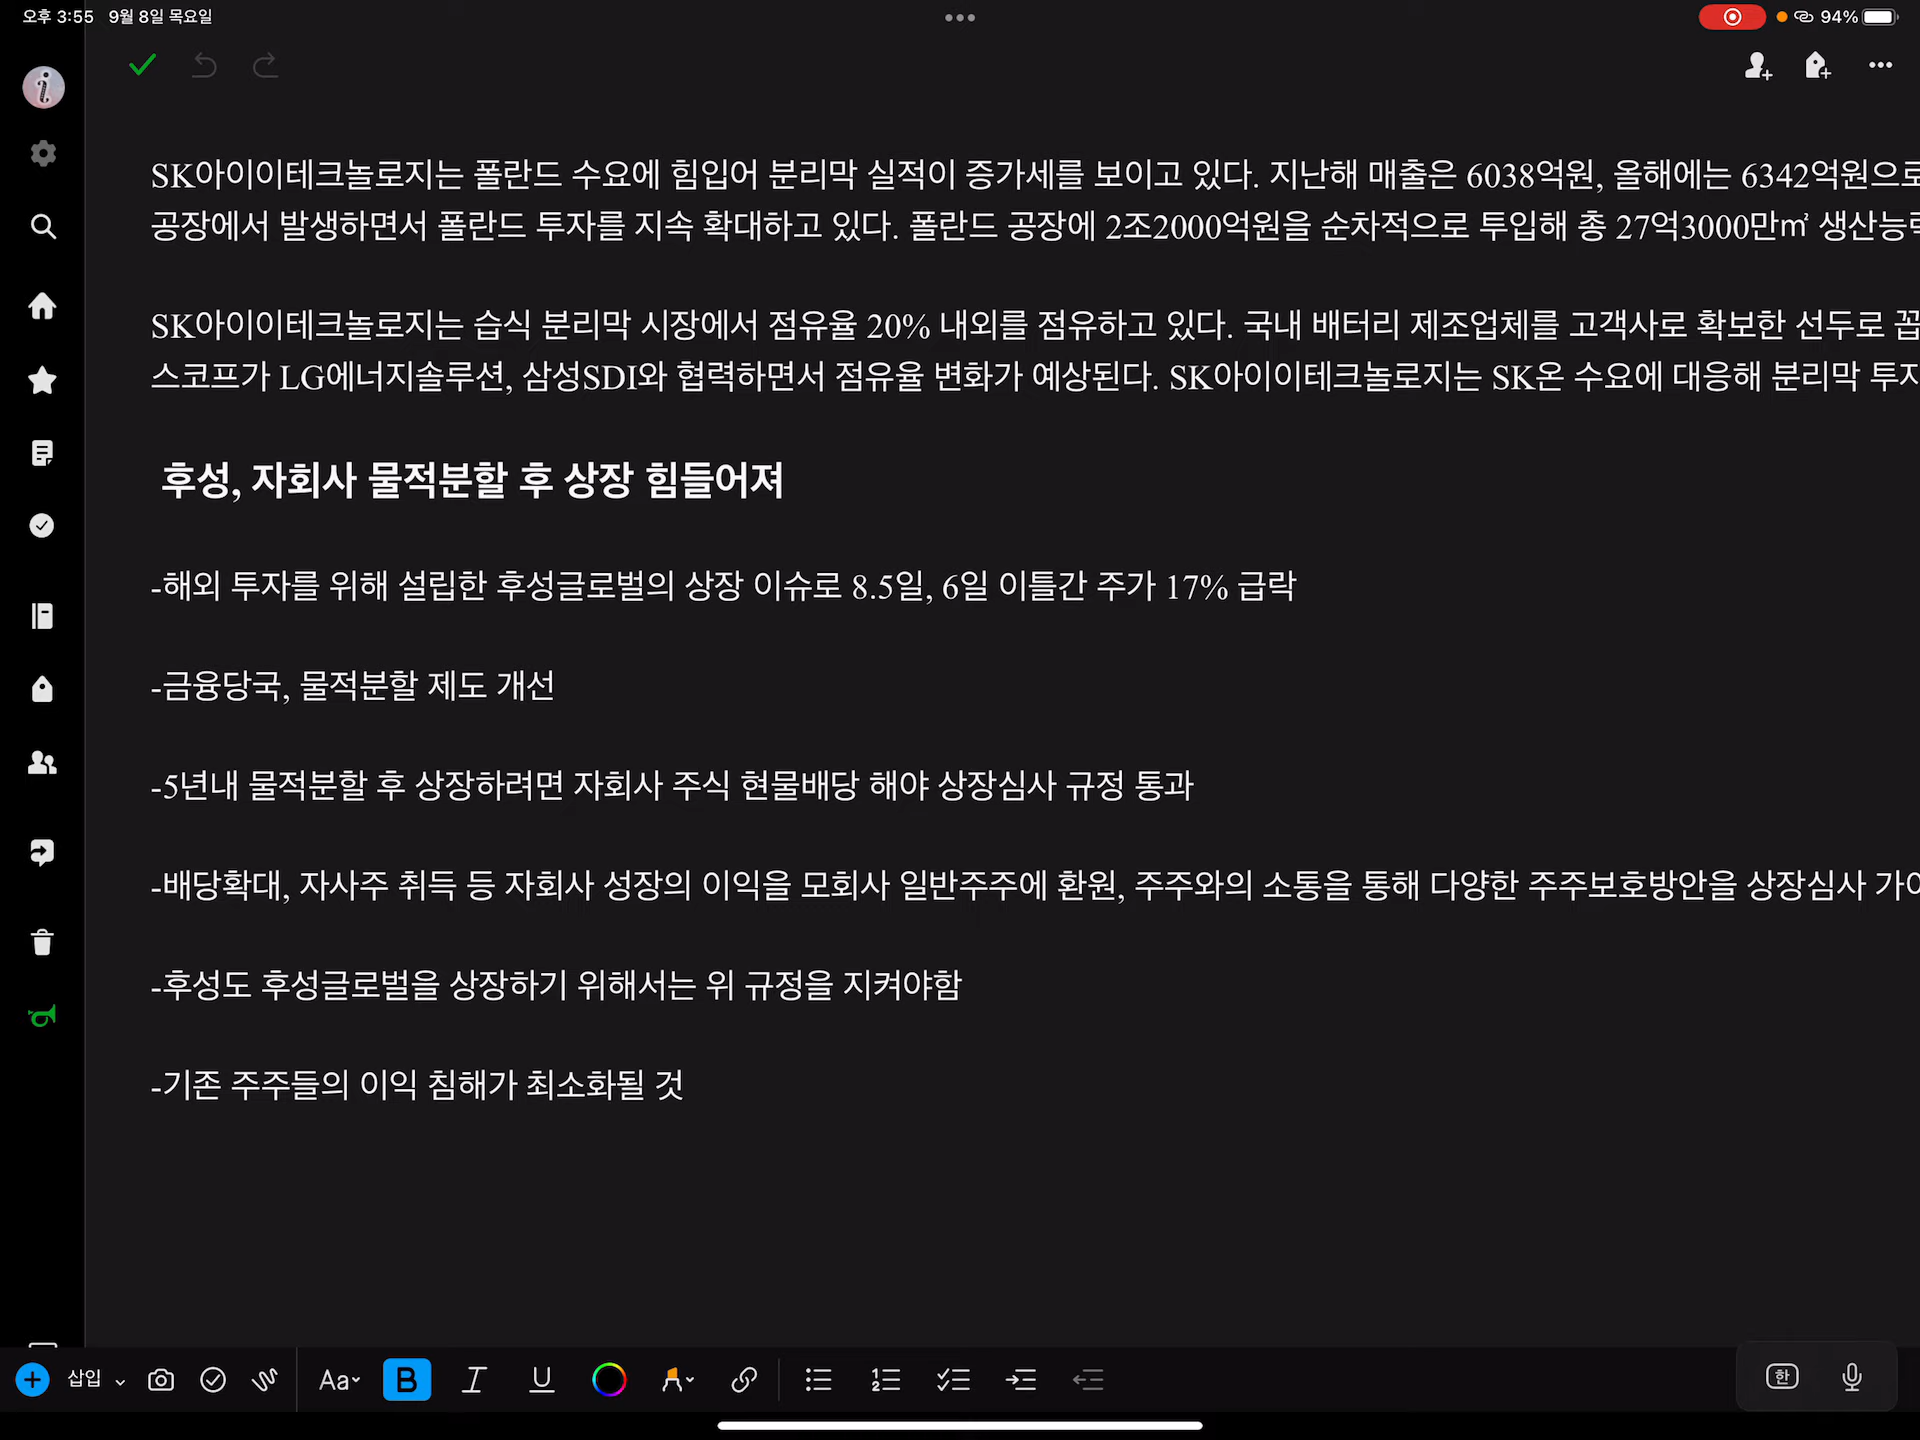 오후 3:55 9월 8일 목요일
94%
SK아이이테크놀로지는 폴란드 수요에 힘입어 분리막 실적이 증가세를 보이고 있다. 지난해 매출은 6038억원, 올해에는 6342억원으로
공장에서 발생하면서 폴란드 투자를 지속 확대하고 있다. 폴란드 공장에 2조2000억원을 순차적으로 투입해 총 27억3000만㎡
SK아이이테크놀로지는 습식 분리막 시장에서 점유율 20% 내외를 점유하고 있다. 국내 배터리 제조업체를 고객사로 확보한 선두로
스코프가 LG에너지솔루션, 삼성SDI와 협력하면서 점유율 변화가 예상된다. SK아이이테크놀로지는 SK온 수요에 대응해 분리막
후성, 자회사 물적분할 후 상장 힘들어져
-해외 투자를 위해 설립한 후성글로벌의 상장 이슈로 8.5일, 6일 이틀간 주가 17% 급락
-금융당국, 물적분할 제도 개선
-5년내 물적분할 후 상장하려면 자회사 주식 현물배당 해야 상장심사 규정 통과
-배당확대, 자사주 취득 등 자회사 성장의 이익을 모회사 일반주주에 환원, 주주와의 소통을 통해 다양한 주주보호방안을 상장심사
-후성도 후성글로벌을 상장하기 위해서는 위 규정을 지켜야함
-기존 주주들의 이익 침해가 최소화될 것
삽입
Aa
B
I
U
한